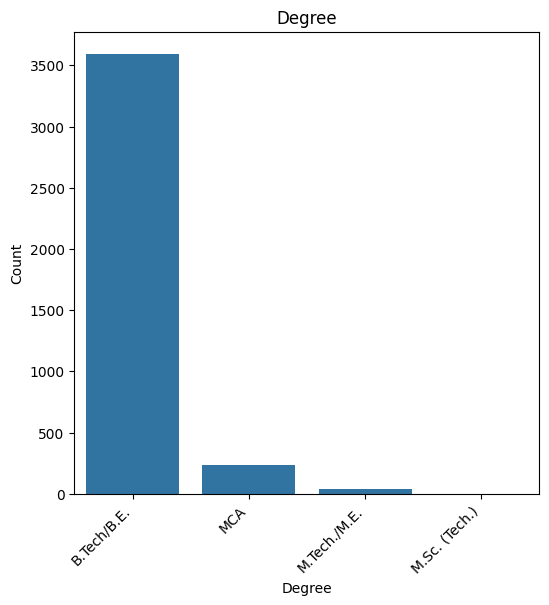 Degree
3500
3000
2500
2000
1500
1000
500
0
Count
B.Tech/B.E.
MCA
M.Tech./M.E.
M.Sc. (Tech.)
Degree